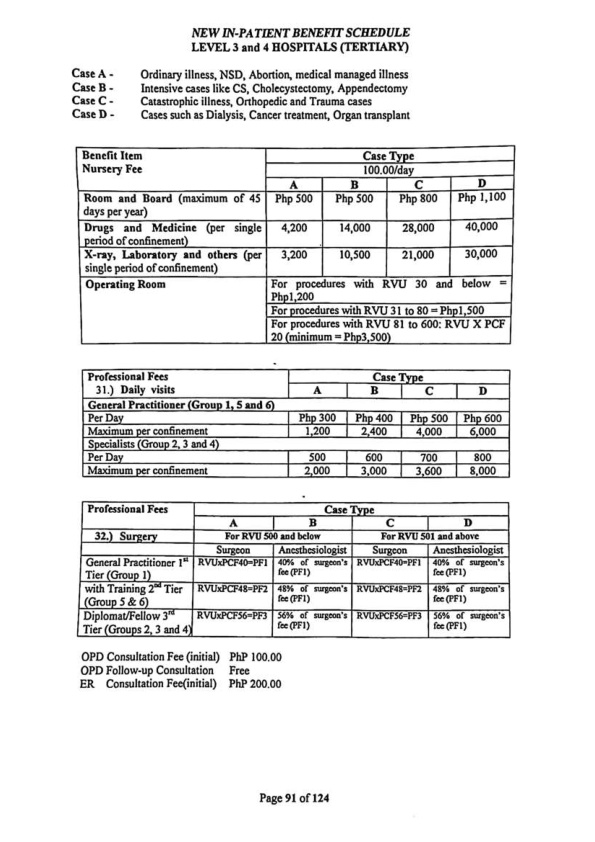 NEW IN-PATIENT BENEFIT SCHEDULE
LEVEL 3 and 4 HOSPITALS (TERTIARY)
Case A - Ordinary illness, NSD, Abortion, medical managed illness
Case B - Intensive cases like CS, Cholecystectomy, Appendectomy
Case C - Catastrophic illness, Orthopedic and Trauma cases
Case D - Cases such as Dialysis, Cancer treatment, Organ transplant
Benefit Item Case Type
Nursery Fee 100.00/day
A B C D
Room and Board (maximum of 45 Php 500 Php 500 Php 800 Php 1,100
days per year)
Drugs and Medicine (per single 4,200 14,000 28,000 40,000
period of confinement)
X-ray, Laboratory and others (per 3,200 10,500 21,000 30,000
single period of confinement)
Operating Room For procedures with RVU 30 and below =
Php1,200
For procedures with RVU 31 to 80 = Php1,500
For procedures with RVU 81 to 600: RVU X PCF
20 (minimum = Php3,500)
Professional Fees Case Type
31.) Daily visits A B C D
General Practitioner (Group 1, 5 and 6)
Per Day Php 300 Php 400 Php 500 Php 600
Maximum per confinement 1,200 2,400 4,000 6,000
Specialists (Group 2, 3 and 4)
Per Day 500 600 700 800
Maximum per confinement 2,000 3,000 3,600 8,000
Professional Fees Case Type
A B C D
32.) Surgery For RVU 500 and below For RVU 501 and above
Surgeon Anesthesiologist Surgeon Anesthesiologist
General Practitioner 1st RVUxPCF40=PF1 40% of surgeon's RVUxPCF40=PF1 40% of surgeon's
Tier (Group 1) fee (PF1) fee (PF1)
with Training 2nd Tier RVUxPCF48=PF2 48% of surgeon's RVUxPCF48=PF2 48% of surgeon's
(Group 5 & 6) fee (PF1) fee (PF1)
Diplomat/Fellow 3rd RVUxPCF56=PF3 56% of surgeon's RVUxPCF56=PF3 56% of surgeon's
Tier (Groups 2, 3 and 4) fee (PF1) fee (PF1)
OPD Consultation Fee (initial) PhP 100.00
OPD Follow-up Consultation Free
ER Consultation Fee(initial) PhP 200.00
Page 91 of 124